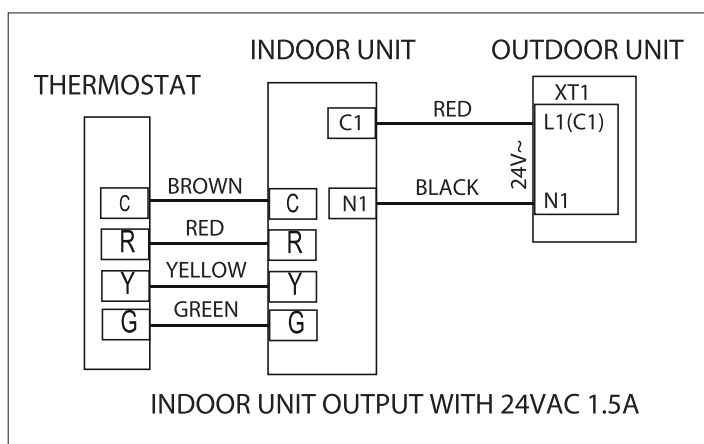 INDOOR UNIT
OUTDOOR UNIT
THERMOSTAT
XT1
C1
RED
L1(C1)
24V~
BROWN
BLACK
C
C
N1
N1
RED
R
R
YELLOW
Y
Y
GREEN
G
G
INDOOR UNIT OUTPUT WITH 24VAC 1.5A